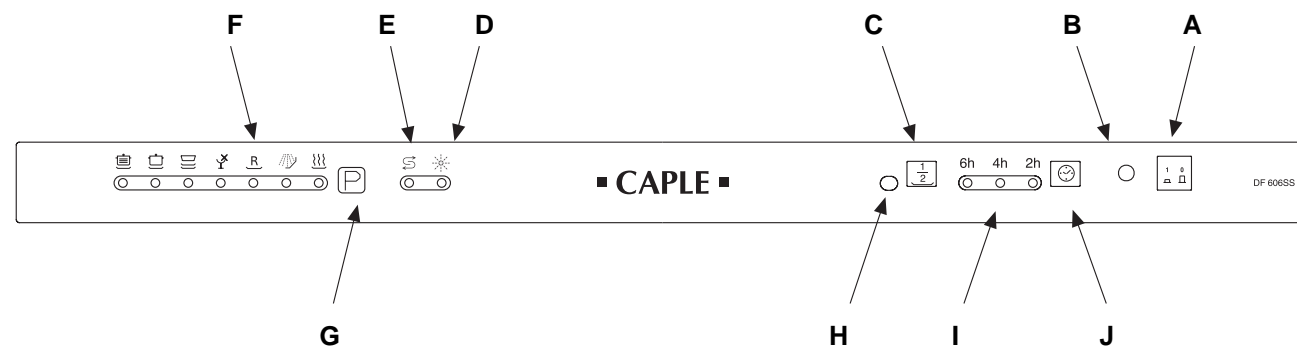 F E D C B A
R P ■ CAPLE ■ 1 2 6h 4h 2h 1 0 DF 606SS
G H I J